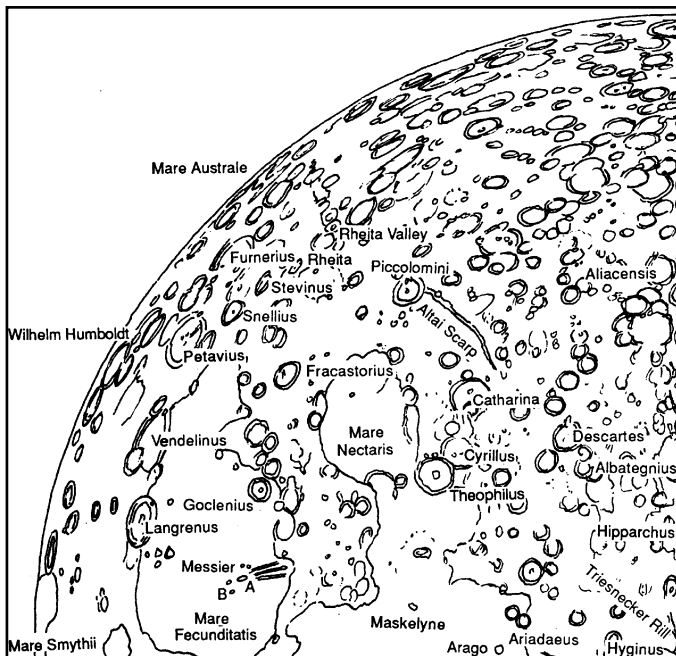 Mare Australe
Rheita Valley
Furnerius
Rheita
Piccolomini
Aliacensis
Stevinus
Snellius
Altai Scarp
Wilhelm Humboldt
Petavius
Fracastorius
Catharina
Vendelinus
Mare
Nectaris
Descartes
Cyrillus
Albategnius
Theophilus
Goclenius
Langrenus
Hipparchus
Messier
B
A
Triesnecker Rill
Mare
Fecunditatis
Maskelyne
Mare Smythii
Arago
Ariadaeus
Hyginus